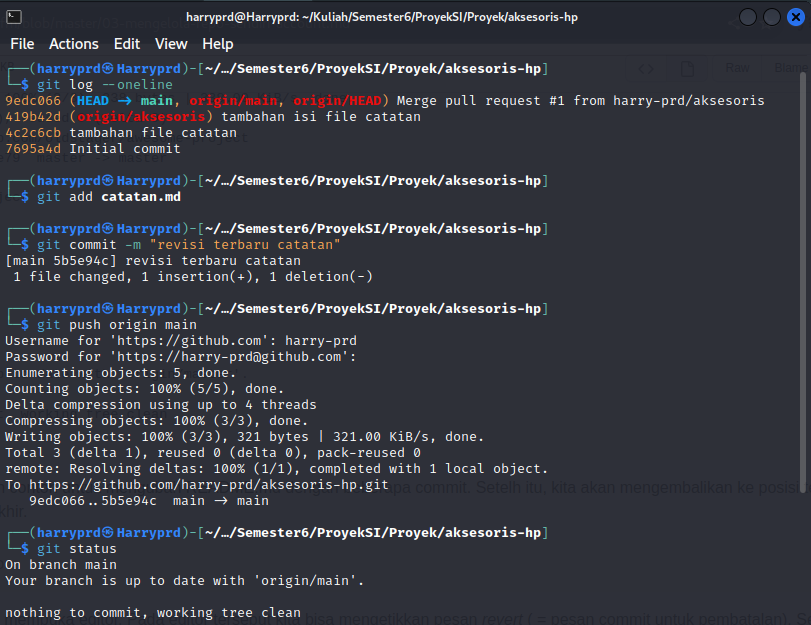 harryprd@Harryprd: ~/Kuliah/Semester6/ProyekSI/Proyek/aksesoris-hp
File Actions Edit View Help
┌──(harryprd㉿Harryprd)-[~/…/Semester6/ProyekSI/Proyek/aksesoris-hp]
└─$ git log --oneline
9edc066 (HEAD -> main, origin/main, origin/HEAD) Merge pull request #1 from harry-prd/aksesoris
419b42d (origin/aksesoris) tambahan isi file catatan
4c2c6cb tambahan file catatan
7695a4d Initial commit
┌──(harryprd㉿Harryprd)-[~/…/Semester6/ProyekSI/Proyek/aksesoris-hp]
└─$ git add catatan.md
┌──(harryprd㉿Harryprd)-[~/…/Semester6/ProyekSI/Proyek/aksesoris-hp]
└─$ git commit -m "revisi terbaru catatan"
[main 5b5e94c] revisi terbaru catatan
1 file changed, 1 insertion(+), 1 deletion(-)
┌──(harryprd㉿Harryprd)-[~/…/Semester6/ProyekSI/Proyek/aksesoris-hp]
└─$ git push origin main
Username for 'https://github.com': harry-prd
Password for 'https://harry-prd@github.com':
Enumerating objects: 5, done.
Counting objects: 100% (5/5), done.
Delta compression using up to 4 threads
Compressing objects: 100% (3/3), done.
Writing objects: 100% (3/3), 321 bytes | 321.00 KiB/s, done.
Total 3 (delta 1), reused 0 (delta 0), pack-reused 0
remote: Resolving deltas: 100% (1/1), completed with 1 local object.
To https://github.com/harry-prd/aksesoris-hp.git
9edc066..5b5e94c main -> main
┌──(harryprd㉿Harryprd)-[~/…/Semester6/ProyekSI/Proyek/aksesoris-hp]
└─$ git status
On branch main
Your branch is up to date with 'origin/main'.
nothing to commit, working tree clean